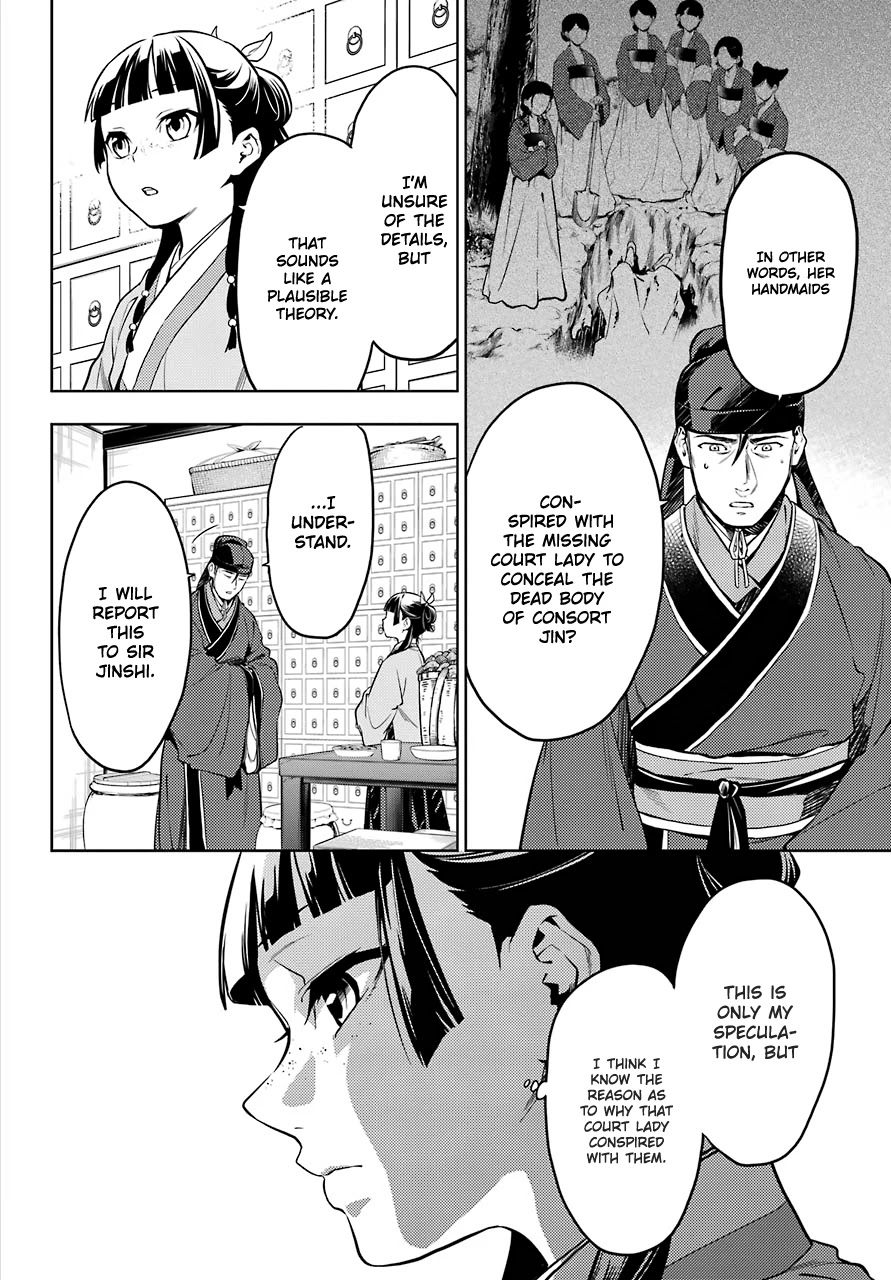 IN OTHER
WORDS, HER
HANDMAIDS
CON-
SPIRED WITH
THE MISSING
COURT LADY TO
CONCEAL THE
DEAD BODY
OF CONSORT
JIN?
I'M
UNSURE
OF THE
DETAILS,
BUT
THAT
SOUNDS
LIKE A
PLAUSIBLE
THEORY.
...I
UNDER-
STAND.
I WILL
REPORT
THIS
TO SIR
JINSHI.
THIS IS
ONLY MY
SPECULA-
TION, BUT
I THINK I
KNOW THE
REASON AS
TO WHY THAT
COURT LADY
CONSPIRED
WITH THEM.